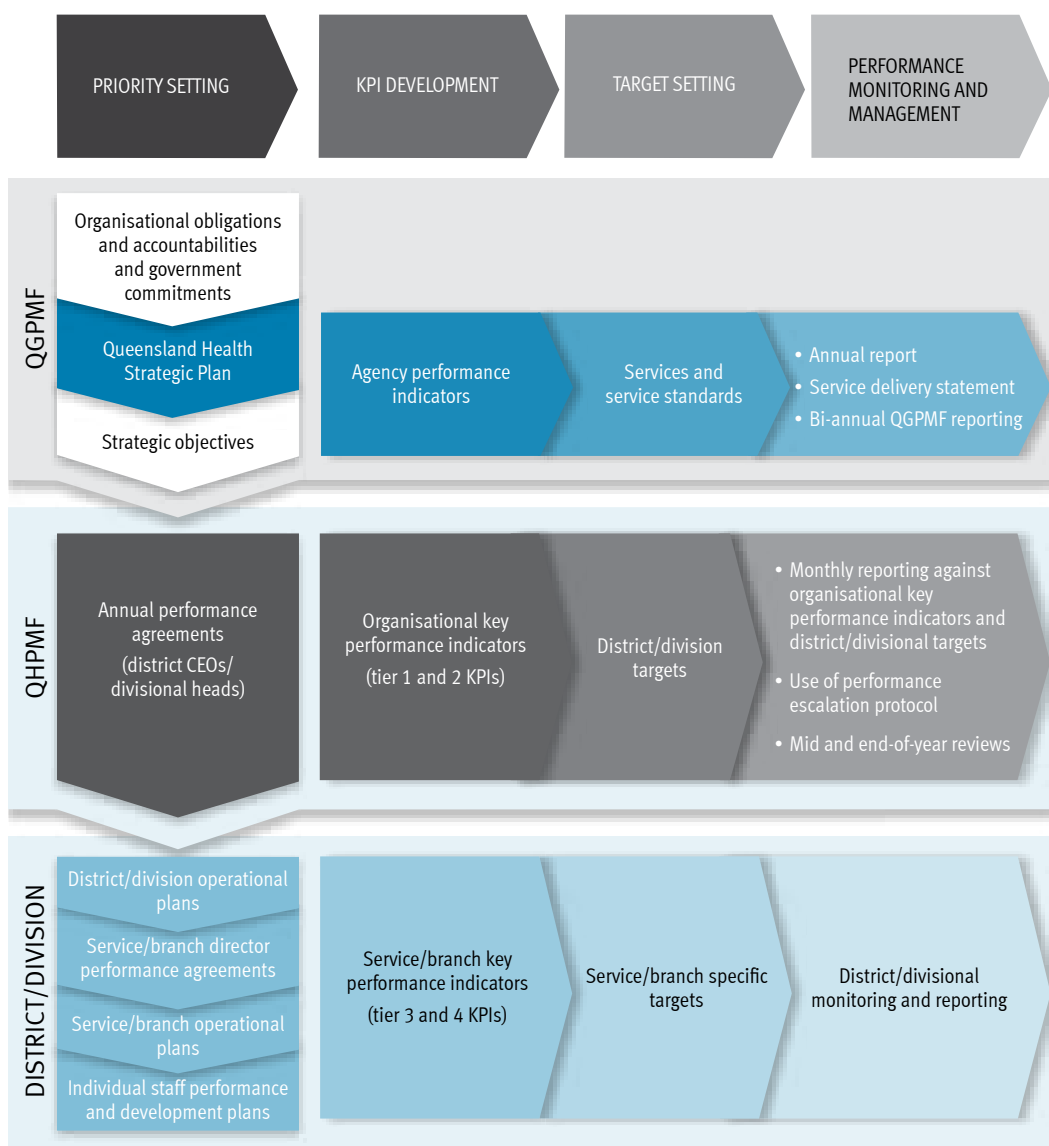 PRIORITY SETTING
KPI DEVELOPMENT
TARGET SETTING
PERFORMANCE
MONITORING AND
MANAGEMENT
QGPMF
Organisational obligations
and accountabilities
and government
commitments
Queensland Health
Strategic Plan
Strategic objectives
Agency performance
indicators
Services and
service standards
• Annual report
• Service delivery statement
• Bi-annual QGPMF reporting
QHPMF
Annual performance
agreements
(district CEOs/
divisional heads)
Organisational key
performance indicators
(tier 1 and 2 KPIs)
District/division
targets
• Monthly reporting against
organisational key
performance indicators and
district/divisional targets
• Use of performance
escalation protocol
• Mid and end-of-year reviews
DISTRICT/DIVISION
District/division operational
plans
Service/branch director
performance agreements
Service/branch operational
plans
Individual staff performance
and development plans
Service/branch key
performance indicators
(tier 3 and 4 KPIs)
Service/branch specific
targets
District/divisional
monitoring and reporting